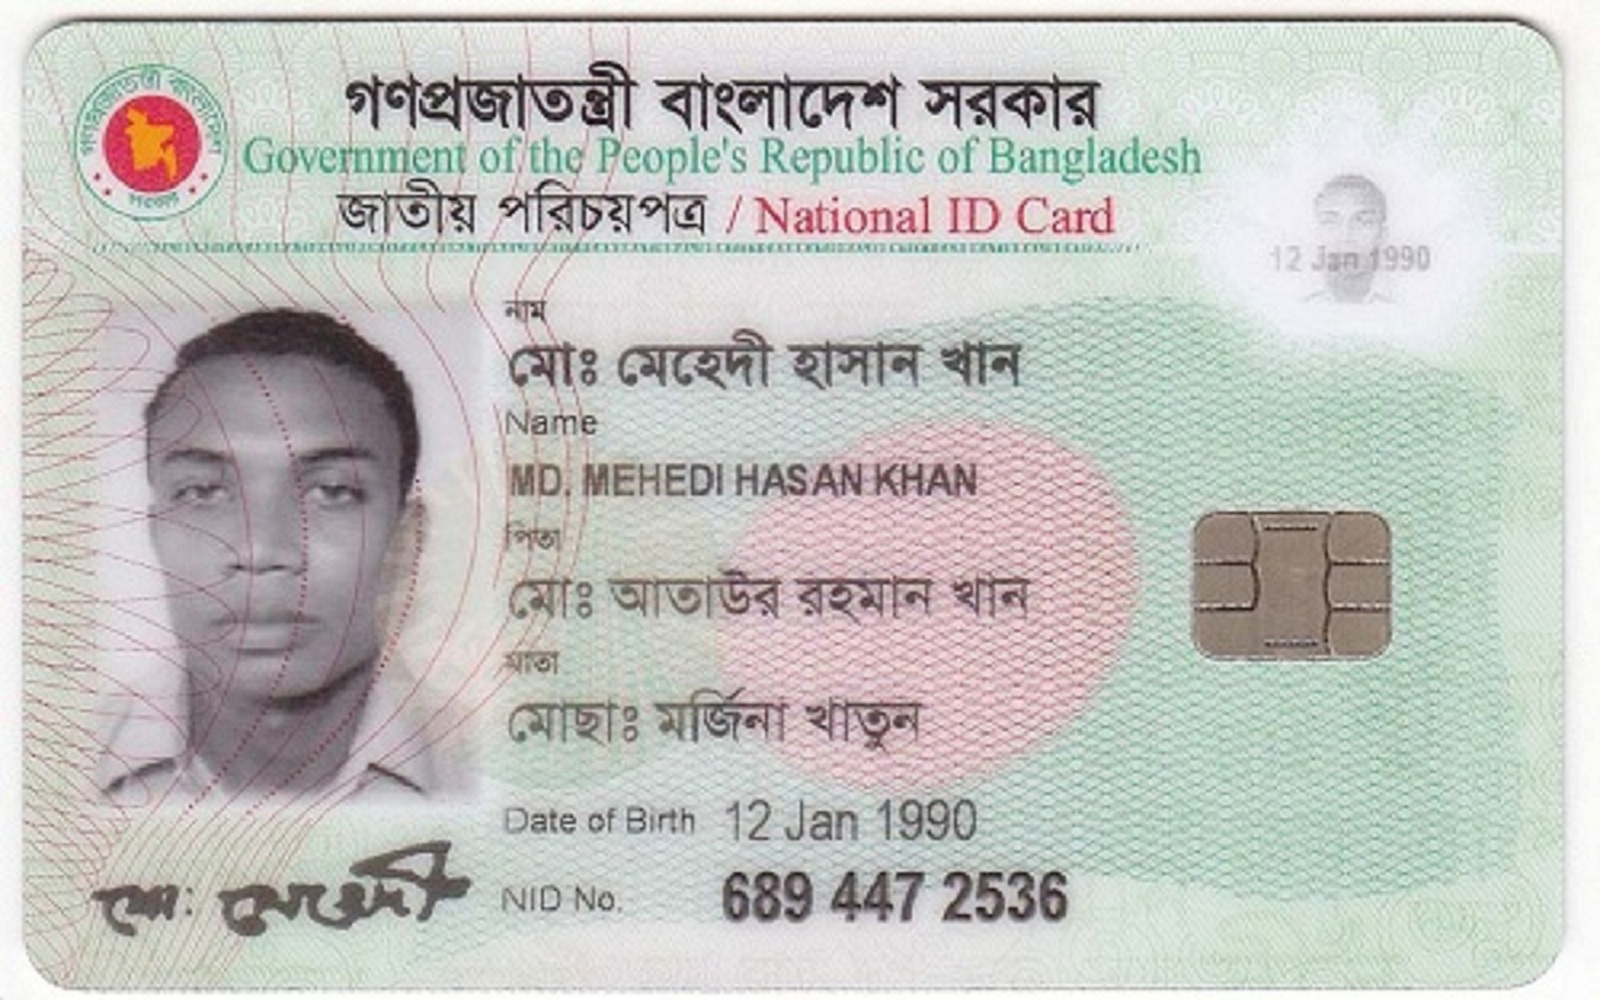 গণপ্রজাতন্ত্রী বাংলাদেশ সরকার
Government of the People's Republic of Bangladesh
জাতীয় পরিচয়পত্র / National ID Card
12 Jan 1990
নাম
মোঃ মেহেদী হাসান খান
Name
MD. MEHEDI HASAN KHAN
পিতা
মোঃ আতাউর রহমান খান
মাতা
মোছাঃ মর্জিনা খাতুন
Date of Birth 12 Jan 1990
মো: মেহেদী
NID No. 689 447 2536